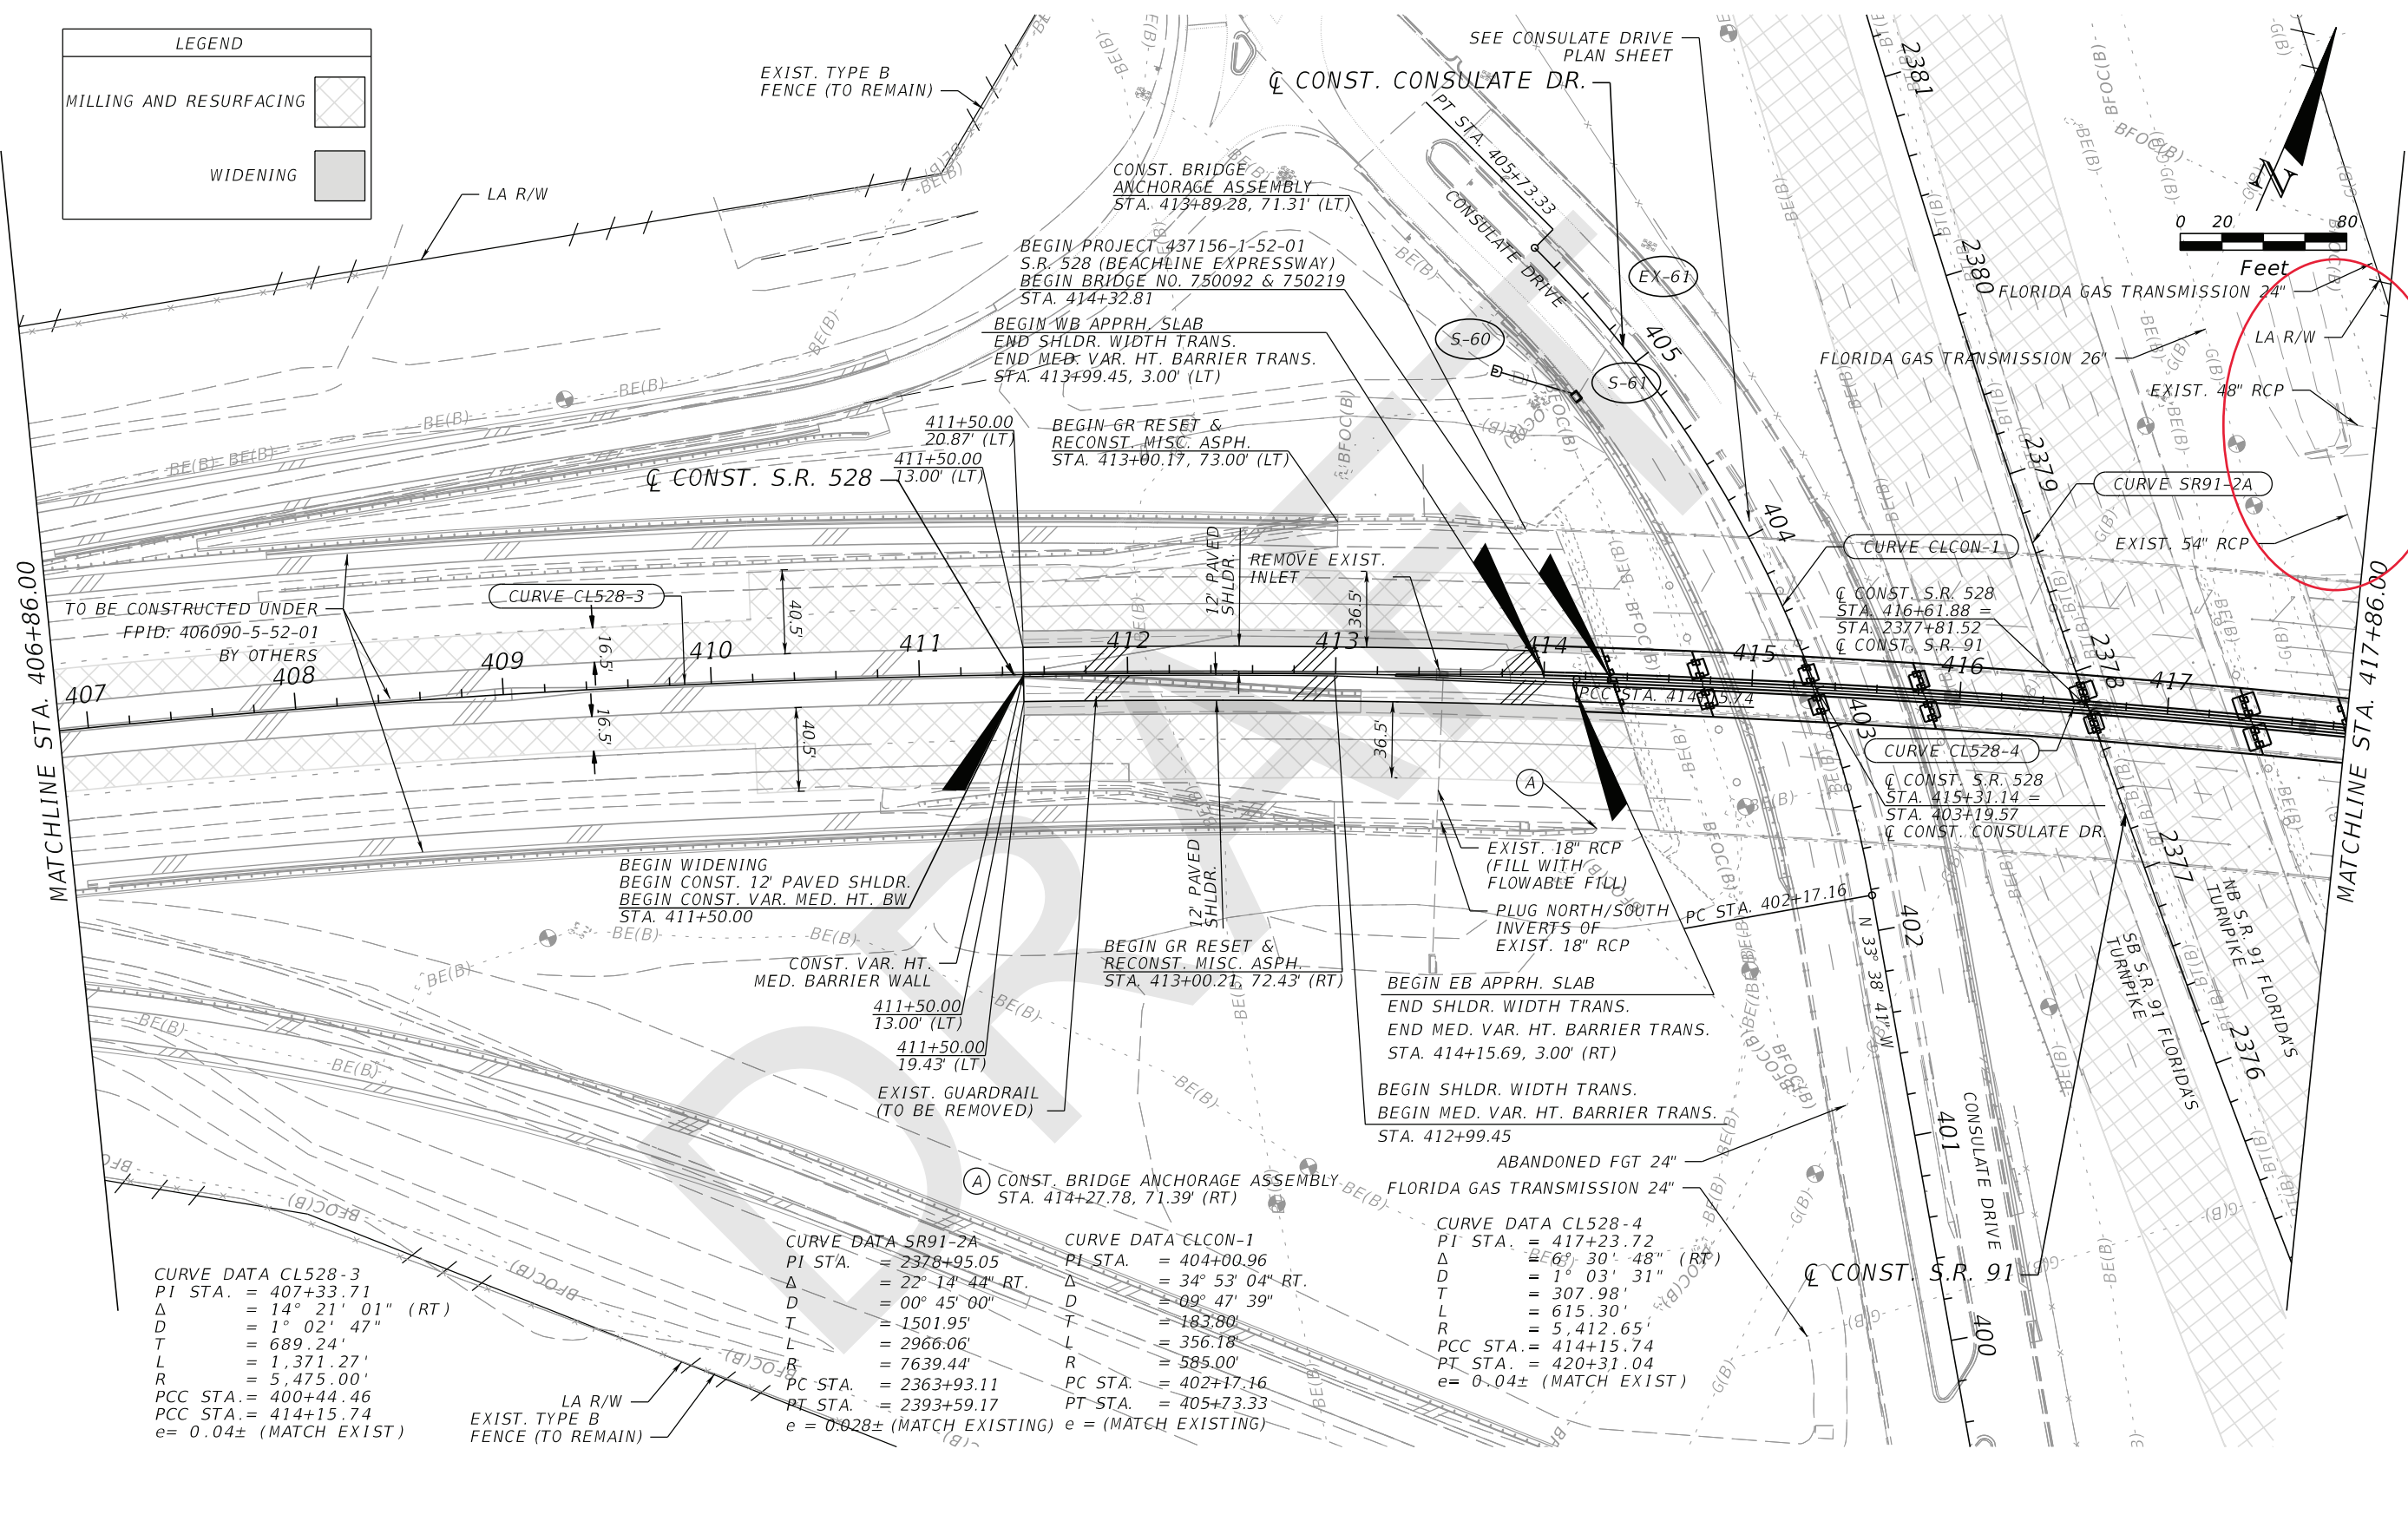 LEGEND
MILLING AND RESURFACING
WIDENING
LA R/W
EXIST. TYPE B
FENCE (TO REMAIN)
SEE CONSULATE DRIVE
PLAN SHEET
℄ CONST. CONSULATE DR.
PT STA. 405+73.33
CONSULATE DRIVE
CONST. BRIDGE
ANCHORAGE ASSEMBLY
STA. 413+89.28, 71.31' (LT)
BEGIN PROJECT 437156-1-52-01
S.R. 528 (BEACHLINE EXPRESSWAY)
BEGIN BRIDGE NO. 750092 & 750219
STA. 414+32.81
BEGIN WB APPRH. SLAB
END SHLDR. WIDTH TRANS.
END MED. VAR. HT. BARRIER TRANS.
STA. 413+99.45, 3.00' (LT)
411+50.00
20.87' (LT)
411+50.00
13.00' (LT)
BEGIN GR RESET &
RECONST. MISC. ASPH.
STA. 413+00.17, 73.00' (LT)
℄ CONST. S.R. 528
EX-61
S-60
S-61
N
0 20 80
Feet
FLORIDA GAS TRANSMISSION 24"
LA R/W
FLORIDA GAS TRANSMISSION 26"
EXIST. 48" RCP
CURVE SR91-2A
EXIST. 54" RCP
CURVE CLCON-1
℄ CONST. S.R. 528
STA. 416+61.88 =
STA. 2377+81.52
℄ CONST. S.R. 91
2381
2380
2379
2378
2377
2376
405
404
403
402
401
400
MATCHLINE STA. 406+86.00
MATCHLINE STA. 417+86.00
TO BE CONSTRUCTED UNDER
FPID: 406090-5-52-01
BY OTHERS
CURVE CL528-3
16.5'
16.5'
40.5'
40.5'
12' PAVED
SHLDR.
REMOVE EXIST.
INLET
36.5'
36.5'
407
408
409
410
411
412
413
414
415
416
417
PCC STA. 414+15.74
CURVE CL528-4
℄ CONST. S.R. 528
STA. 415+31.14 =
STA. 403+19.57
℄ CONST. CONSULATE DR.
A
BEGIN WIDENING
BEGIN CONST. 12' PAVED SHLDR.
BEGIN CONST. VAR. MED. HT. BW
STA. 411+50.00
12' PAVED
SHLDR.
EXIST. 18" RCP
(FILL WITH
FLOWABLE FILL)
PLUG NORTH/SOUTH
INVERTS OF
EXIST. 18" RCP
PC STA. 402+17.16
N 33° 38' 41" W
CONST. VAR. HT.
MED. BARRIER WALL
BEGIN GR RESET &
RECONST. MISC. ASPH.
STA. 413+00.21, 72.43' (RT)
411+50.00
13.00' (LT)
411+50.00
19.43' (LT)
EXIST. GUARDRAIL
(TO BE REMOVED)
BEGIN EB APPRH. SLAB
END SHLDR. WIDTH TRANS.
END MED. VAR. HT. BARRIER TRANS.
STA. 414+15.69, 3.00' (RT)
BEGIN SHLDR. WIDTH TRANS.
BEGIN MED. VAR. HT. BARRIER TRANS.
STA. 412+99.45
ABANDONED FGT 24"
FLORIDA GAS TRANSMISSION 24"
NB S.R. 91 FLORIDA'S
TURNPIKE
SB S.R. 91 FLORIDA'S
TURNPIKE
CONSULATE DRIVE
℄ CONST. S.R. 91
A CONST. BRIDGE ANCHORAGE ASSEMBLY
STA. 414+27.78, 71.39' (RT)
CURVE DATA CL528-3
PI STA. = 407+33.71
Δ = 14° 21' 01" (RT)
D = 1° 02' 47"
T = 689.24'
L = 1,371.27'
R = 5,475.00'
PCC STA.= 400+44.46
PCC STA.= 414+15.74
e= 0.04± (MATCH EXIST)
LA R/W
EXIST. TYPE B
FENCE (TO REMAIN)
CURVE DATA SR91-2A
PI STA. = 2378+95.05
Δ = 22° 14' 44" RT.
D = 00° 45' 00"
T = 1501.95'
L = 2966.06'
R = 7639.44'
PC STA. = 2363+93.11
PT STA. = 2393+59.17
e = 0.028± (MATCH EXISTING)
CURVE DATA CLCON-1
PI STA. = 404+00.96
Δ = 34° 53' 04" RT.
D = 09° 47' 39"
T = 183.80'
L = 356.18'
R = 585.00'
PC STA. = 402+17.16
PT STA. = 405+73.33
e = (MATCH EXISTING)
CURVE DATA CL528-4
PI STA. = 417+23.72
Δ = 6° 30' 48" (RT)
D = 1° 03' 31"
T = 307.98'
L = 615.30'
R = 5,412.65'
PCC STA.= 414+15.74
PT STA. = 420+31.04
e= 0.04± (MATCH EXIST)
DRAFT
BE(B)
BFOC(B)
BT(B)
G(B)